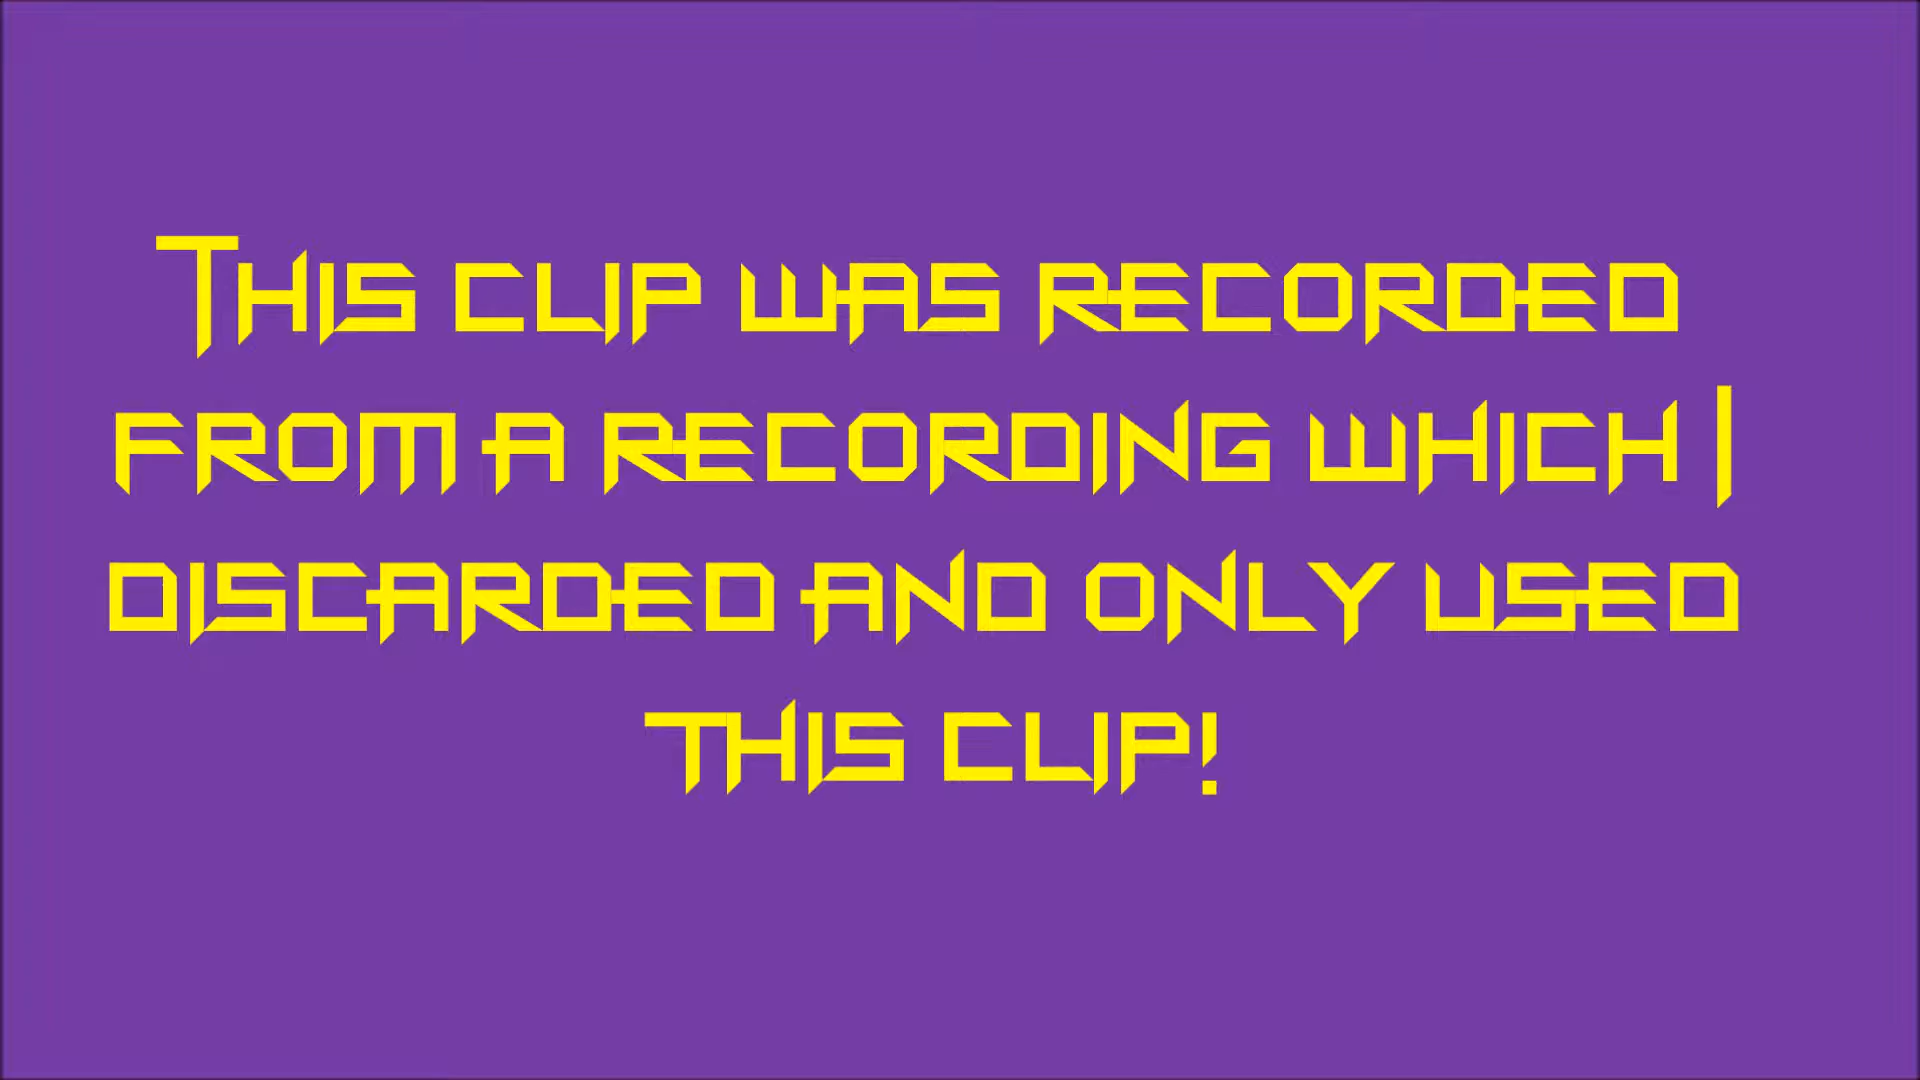 This clip was recorded
from a recording which I
discarded and only used
this clip!